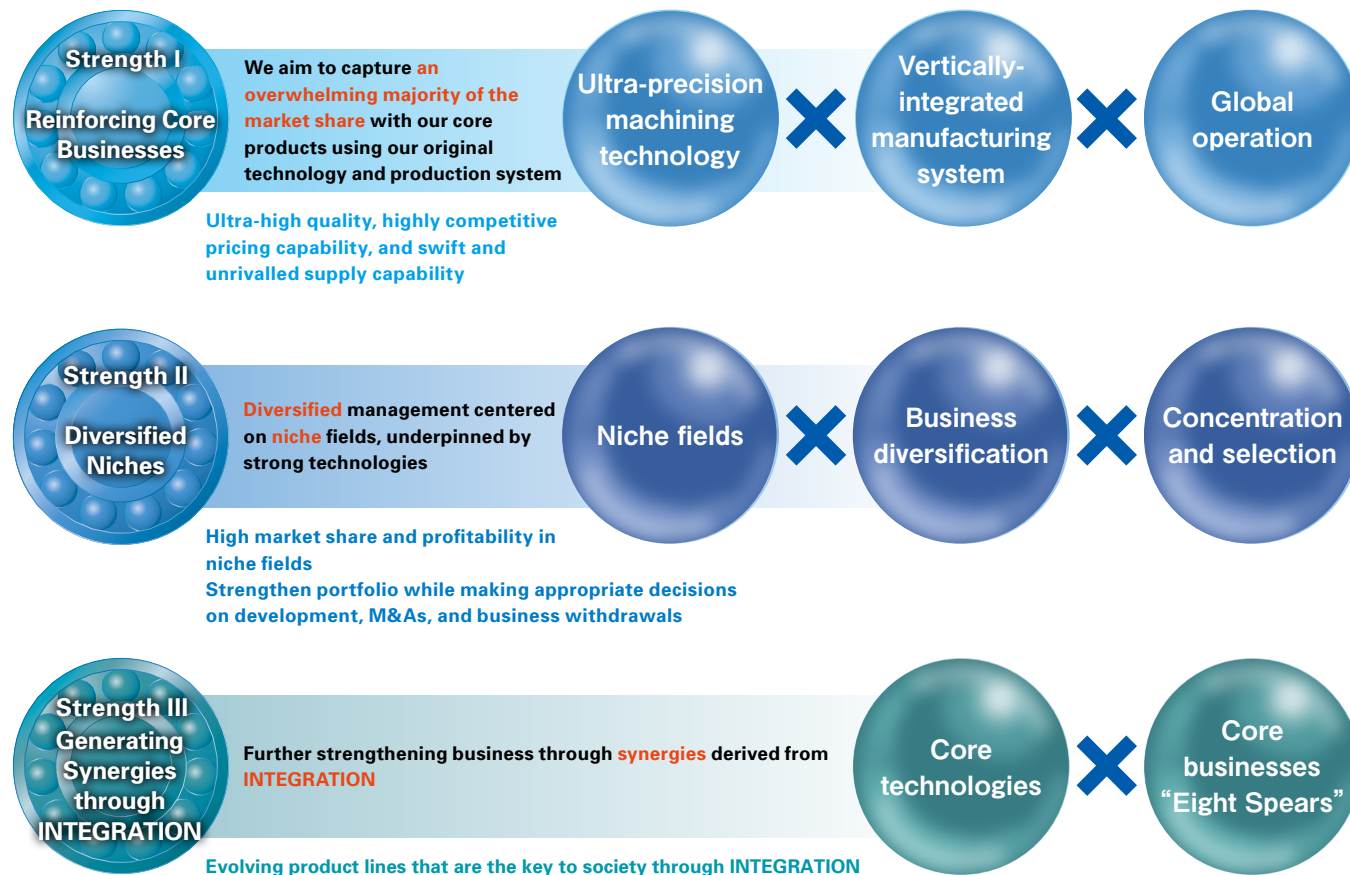 Strength I
Reinforcing Core
Businesses
We aim to capture an
overwhelming majority of the
market share with our core
products using our original
technology and production system
Ultra-precision
machining
technology
Vertically-
integrated
manufacturing
system
Global
operation
Ultra-high quality, highly competitive
pricing capability, and swift and
unrivalled supply capability
Strength II
Diversified
Niches
Diversified management centered
on niche fields, underpinned by
strong technologies
Niche fields
Business
diversification
Concentration
and selection
High market share and profitability in
niche fields
Strengthen portfolio while making appropriate decisions
on development, M&As, and business withdrawals
Strength III
Generating
Synergies
through
INTEGRATION
Further strengthening business through synergies derived from
INTEGRATION
Core
technologies
Core
businesses
“Eight Spears”
Evolving product lines that are the key to society through INTEGRATION